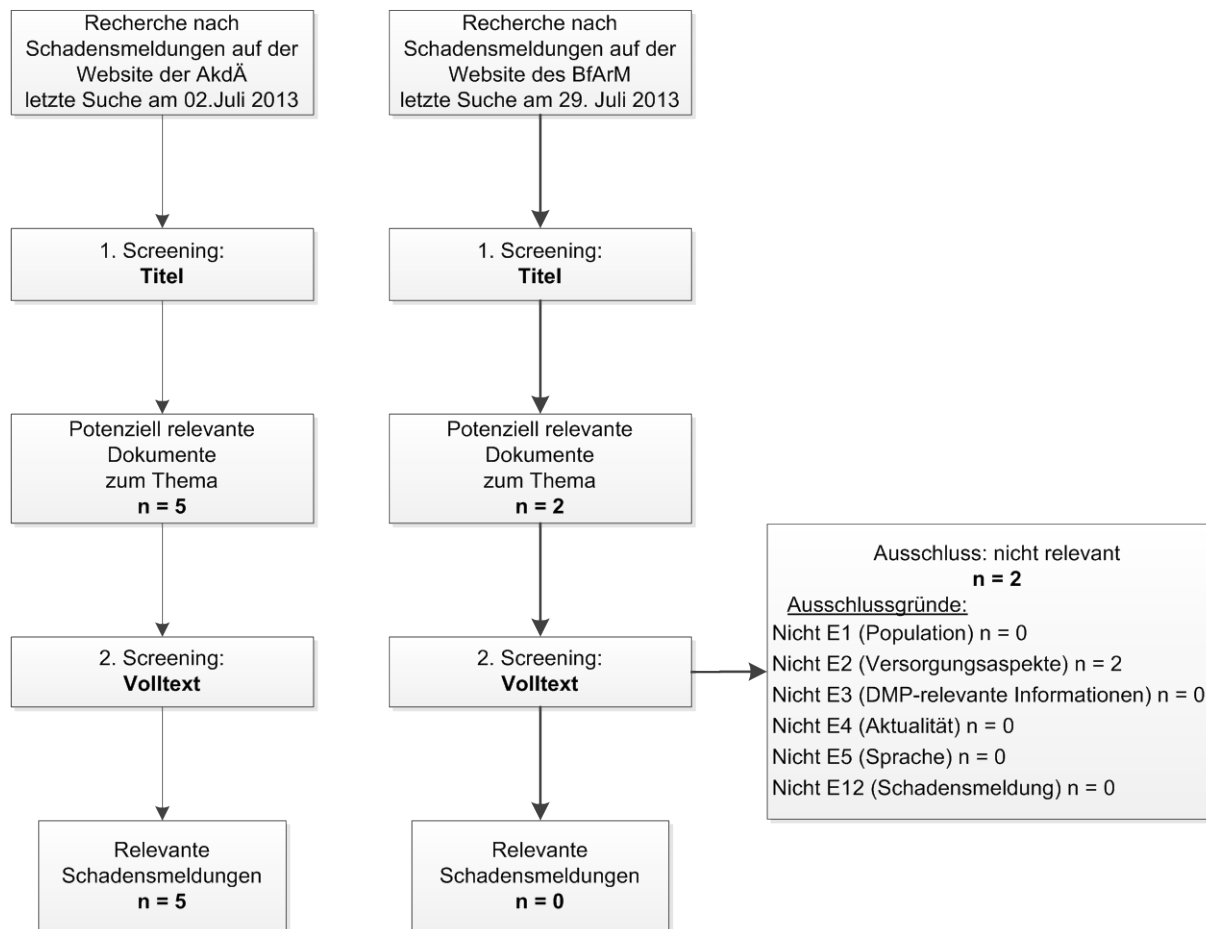 Recherche nach
Schadensmeldungen auf der
Website der AkdÄ
letzte Suche am 02.Juli 2013
1. Screening:
Titel
Potenziell relevante
Dokumente
zum Thema
n = 5
2. Screening:
Volltext
Relevante
Schadensmeldungen
n = 5
Recherche nach
Schadensmeldungen auf der
Website des BfArM
letzte Suche am 29. Juli 2013
1. Screening:
Titel
Potenziell relevante
Dokumente
zum Thema
n = 2
2. Screening:
Volltext
Ausschluss: nicht relevant
n = 2
Ausschlussgründe:
Nicht E1 (Population) n = 0
Nicht E2 (Versorgungsaspekte) n = 2
Nicht E3 (DMP-relevante Informationen) n = 0
Nicht E4 (Aktualität) n = 0
Nicht E5 (Sprache) n = 0
Nicht E12 (Schadensmeldung) n = 0
Relevante
Schadensmeldungen
n = 0